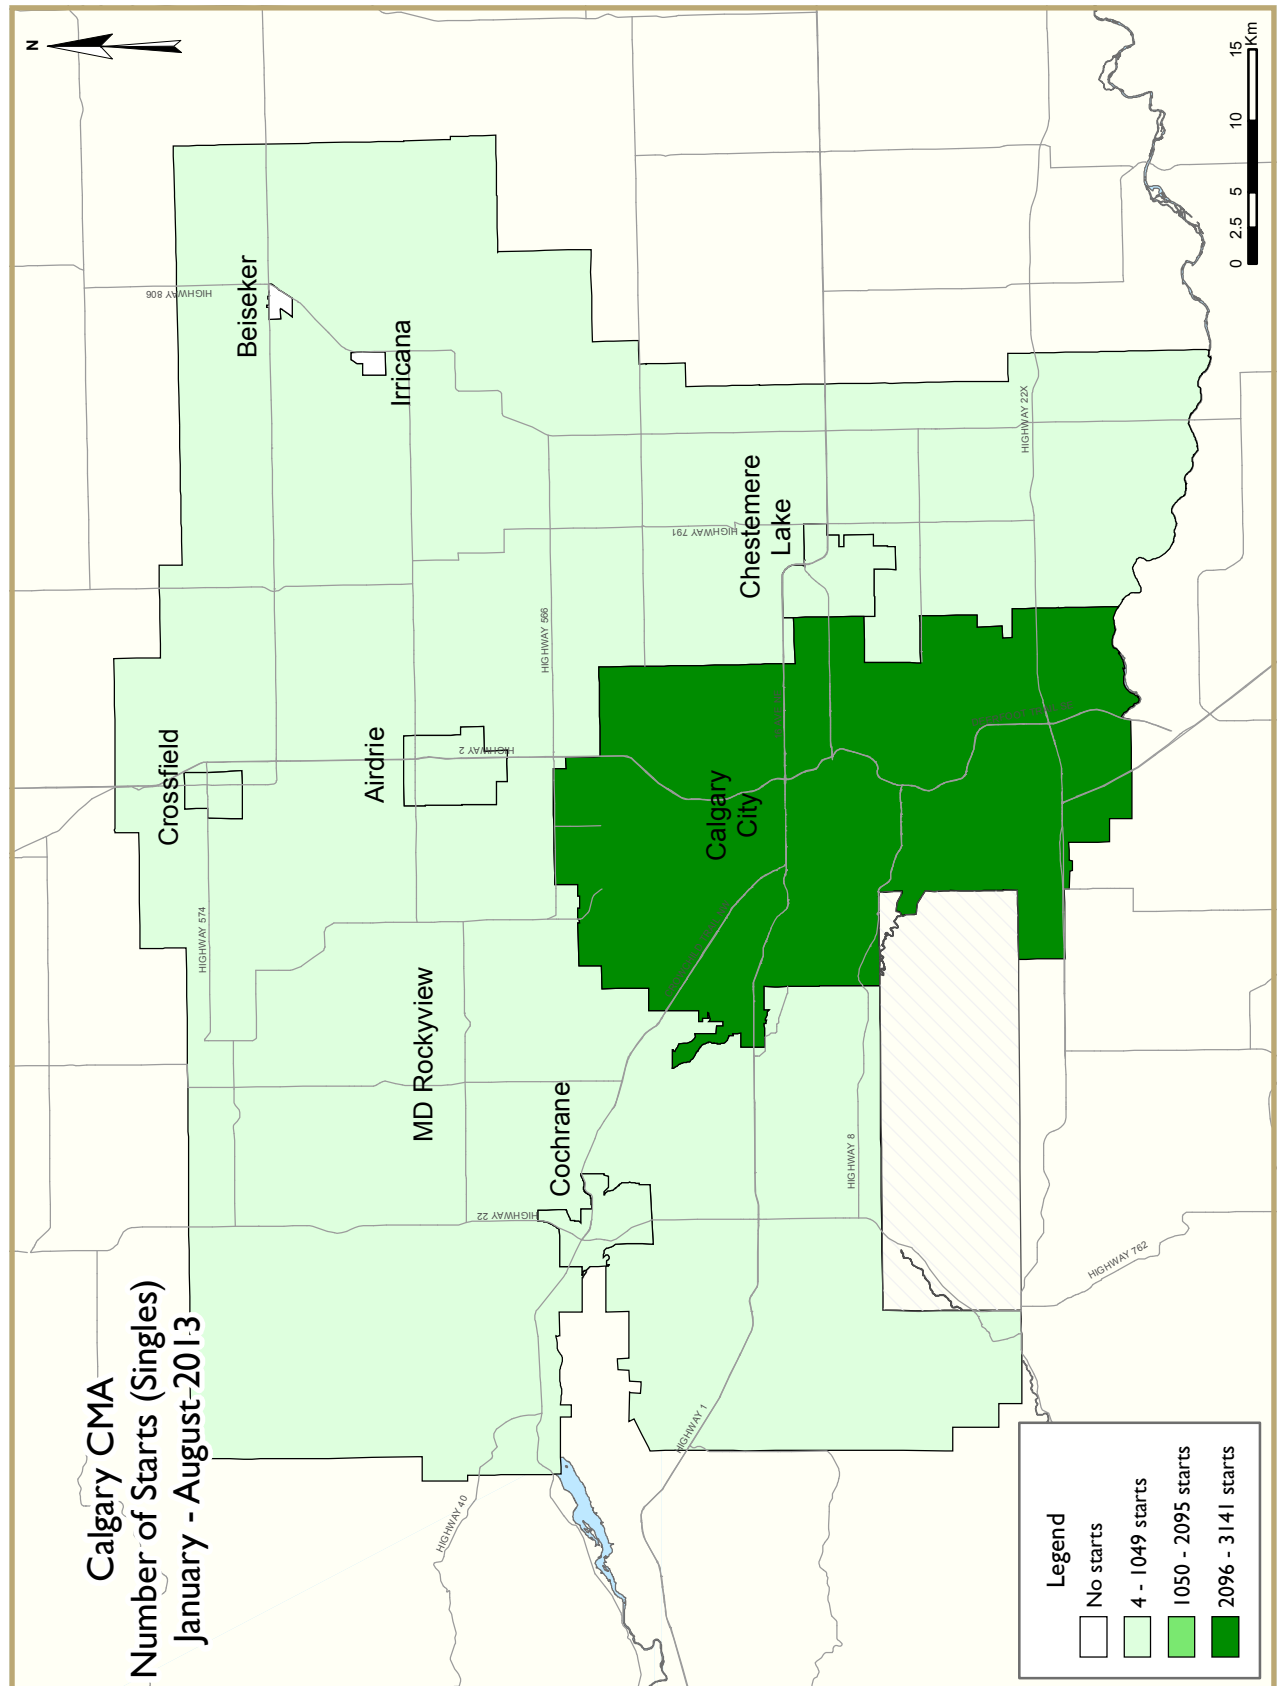 Calgary CMA
Number of Starts (Singles)
January - August 2013
N
HIGHWAY 806
Beiseker
Irricana
Crossfield
HIGHWAY 574
Airdrie
HIGHWAY 2
HIGHWAY 566
MD Rockyview
Cochrane
HIGHWAY 22
HIGHWAY 40
HIGHWAY 1
HIGHWAY 8
HIGHWAY 762
Calgary
City
Chestemere
Lake
HIGHWAY 791
HIGHWAY 22X
Legend
No starts
4 - 1049 starts
1050 - 2095 starts
2096 - 3141 starts
0 2.5 5 10 15
Km